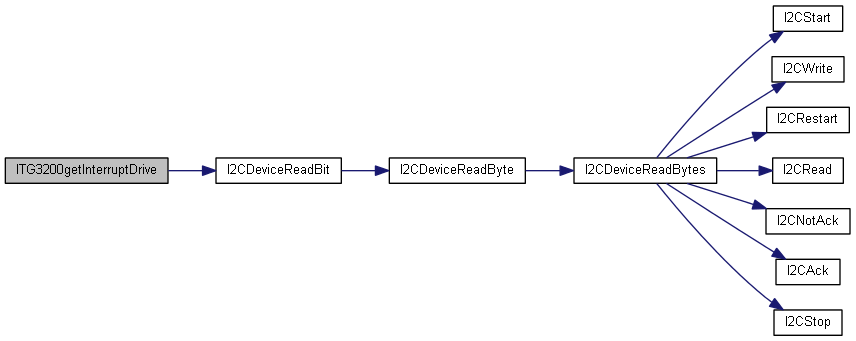 ITG3200getInterruptDrive
I2CDeviceReadBit
I2CDeviceReadByte
I2CDeviceReadBytes
I2CStart
I2CWrite
I2CRestart
I2CRead
I2CNotAck
I2CAck
I2CStop